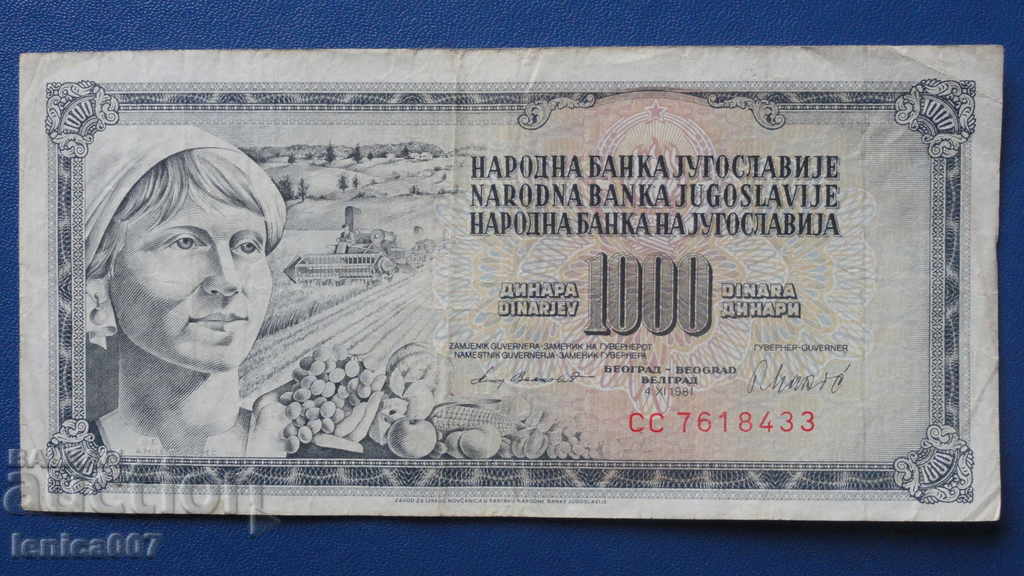 НАРОДНА БАНКА ЈУГОСЛАВИЈЕ
NARODNA BANKA JUGOSLAVIJE
НАРОДНА БАНКА НА ЈУГОСЛАВИЈА
ДИНАРА 1000 DINARA
DINARJEV ДИНАРИ
ZAMJENIK GUVERNERA-ЗАМЕНИК НА ГУВЕРНЕРОТ ГУВЕРНЕР-GUVERNER
NAMESTNIK GUVERNERJA-ЗАМЕНИК ГУВЕРНЕРА
БЕОГРАД - BEOGRAD
БЕЛГРАД
4 XI 1981
CC 7618433
auction
lenica007